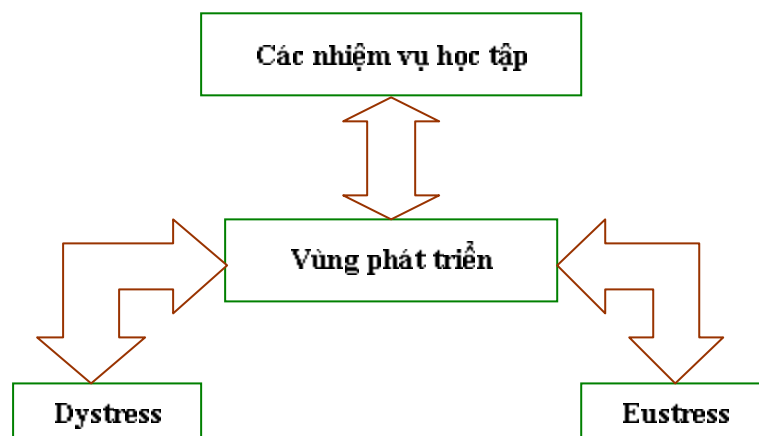 Các nhiệm vụ học tập
Vùng phát triển
Dystress
Eustress